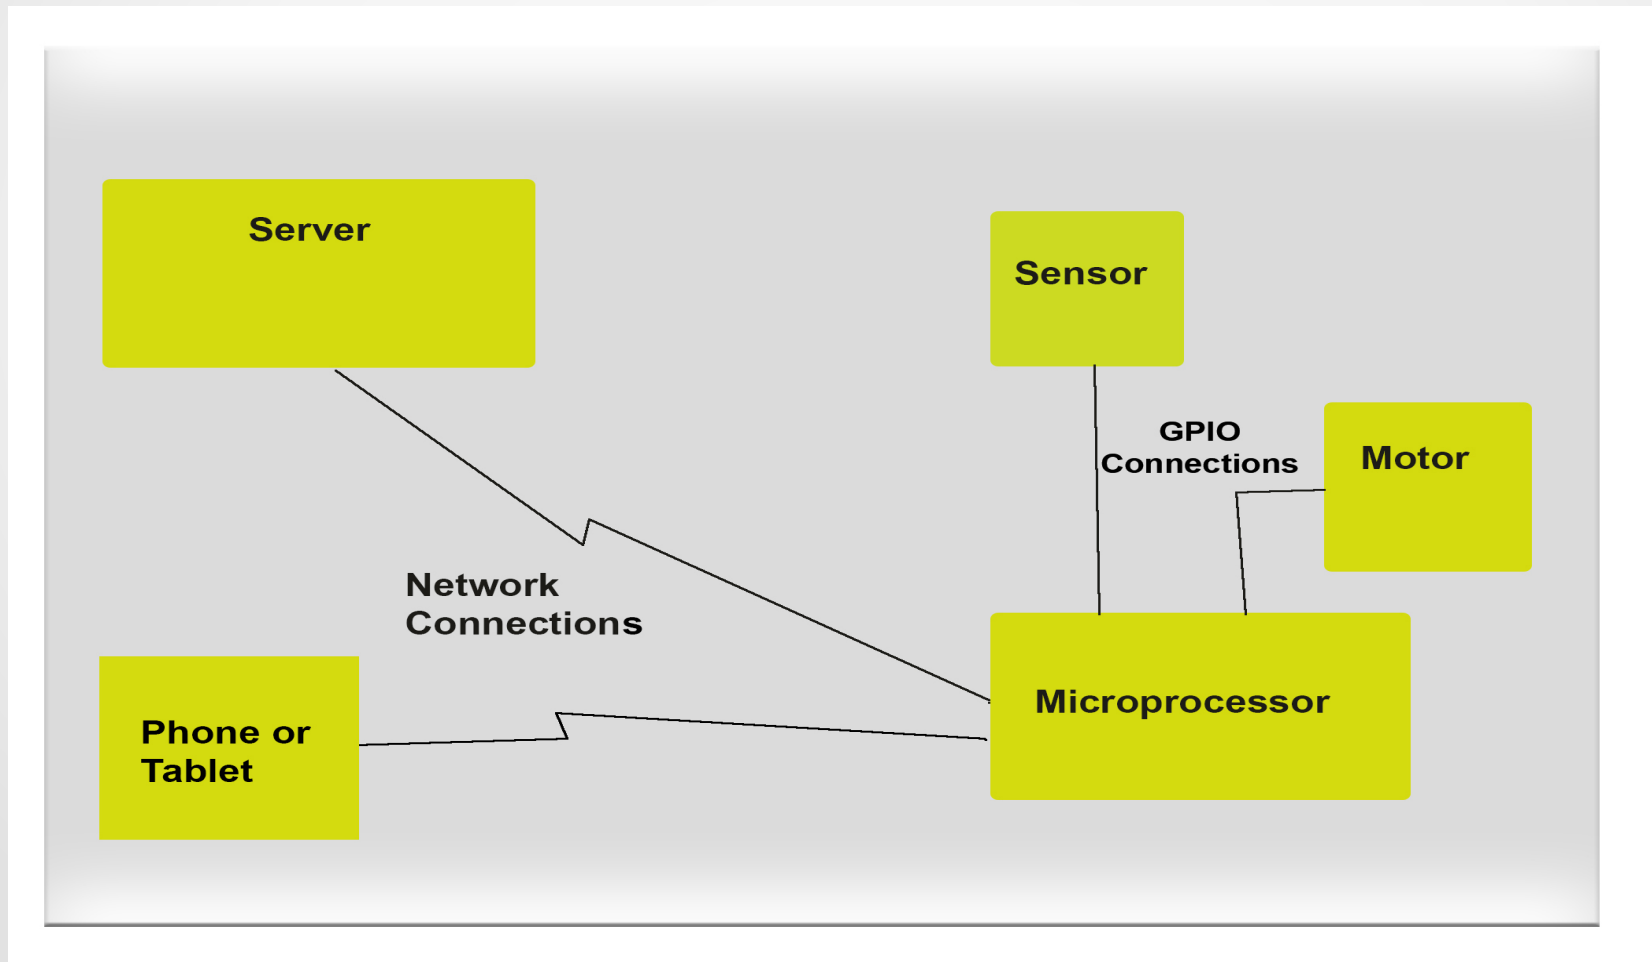 Server
Sensor
GPIO
Connections
Motor
Network
Connections
Microprocessor
Phone or
Tablet